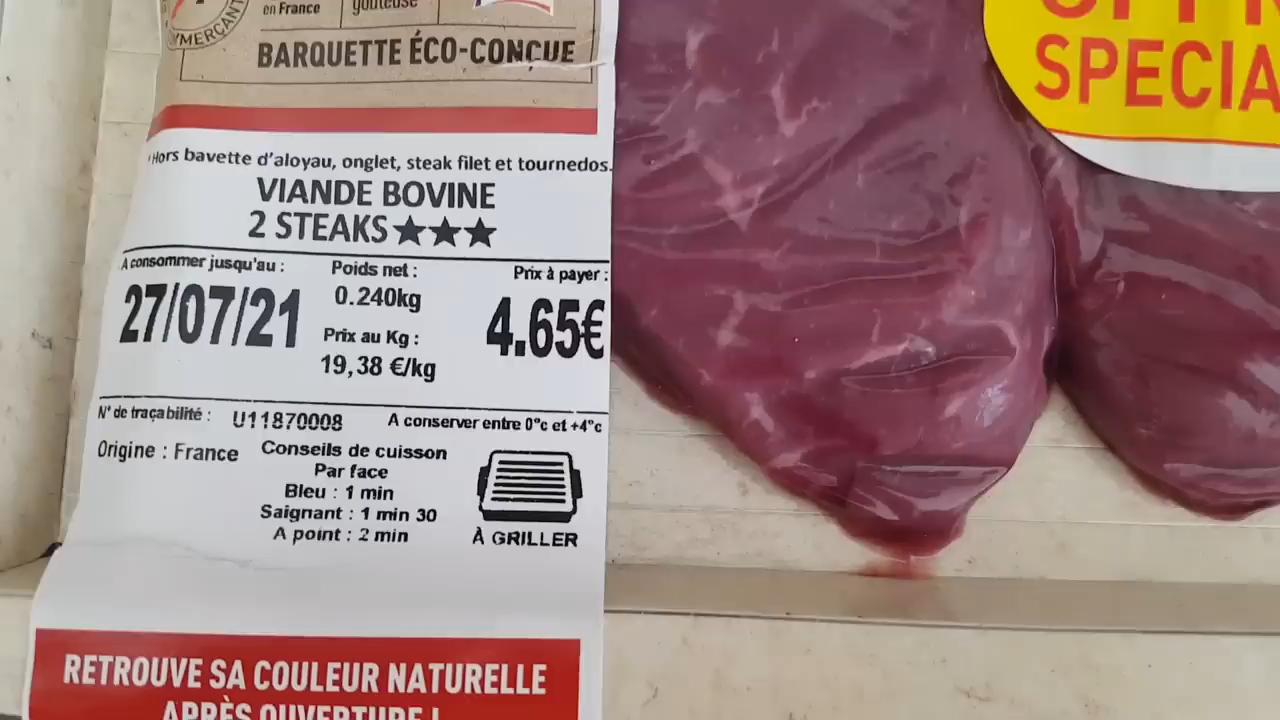 en France
goûteuse
BARQUETTE ÉCO-CONÇUE
SPECIA
*Hors bavette d'aloyau, onglet, steak filet et tournedos.
VIANDE BOVINE
2 STEAKS★★★
A consommer jusqu'au :
Poids net :
Prix à payer :
27/07/21
0.240kg
4.65€
Prix au Kg :
19,38 €/kg
N° de traçabilité : U11870008
A conserver entre 0°c et +4°c
Origine : France
Conseils de cuisson
Par face
Bleu : 1 min
Saignant : 1 min 30
A point : 2 min
À GRILLER
RETROUVE SA COULEUR NATURELLE
APRÈS OUVERTURE !